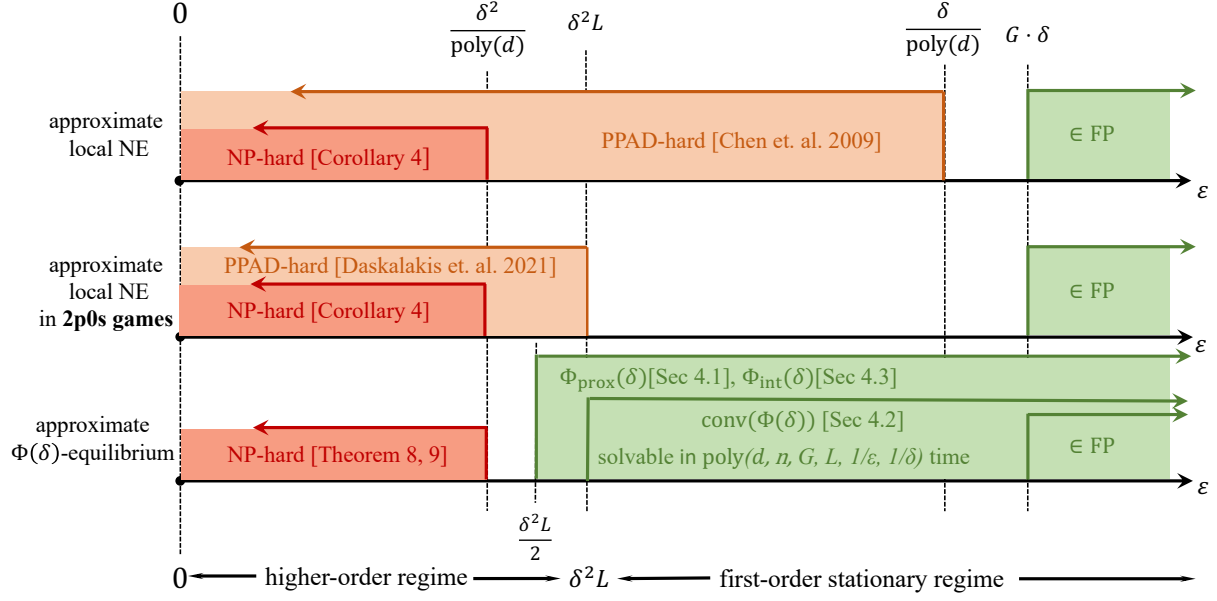 0
δ²
poly(d)
δ²L
δ
poly(d)
G · δ
approximate
local NE
PPAD-hard [Chen et. al. 2009]
NP-hard [Corollary 4]
∈ FP
ε
approximate
local NE
in 2p0s games
PPAD-hard [Daskalakis et. al. 2021]
NP-hard [Corollary 4]
∈ FP
ε
approximate
Φ(δ)-equilibrium
Φprox(δ)[Sec 4.1], Φint(δ)[Sec 4.3]
conv(Φ(δ)) [Sec 4.2]
NP-hard [Theorem 8, 9]
solvable in poly(d, n, G, L, 1/ε, 1/δ) time
∈ FP
ε
δ²L
2
0
higher-order regime
δ²L
first-order stationary regime